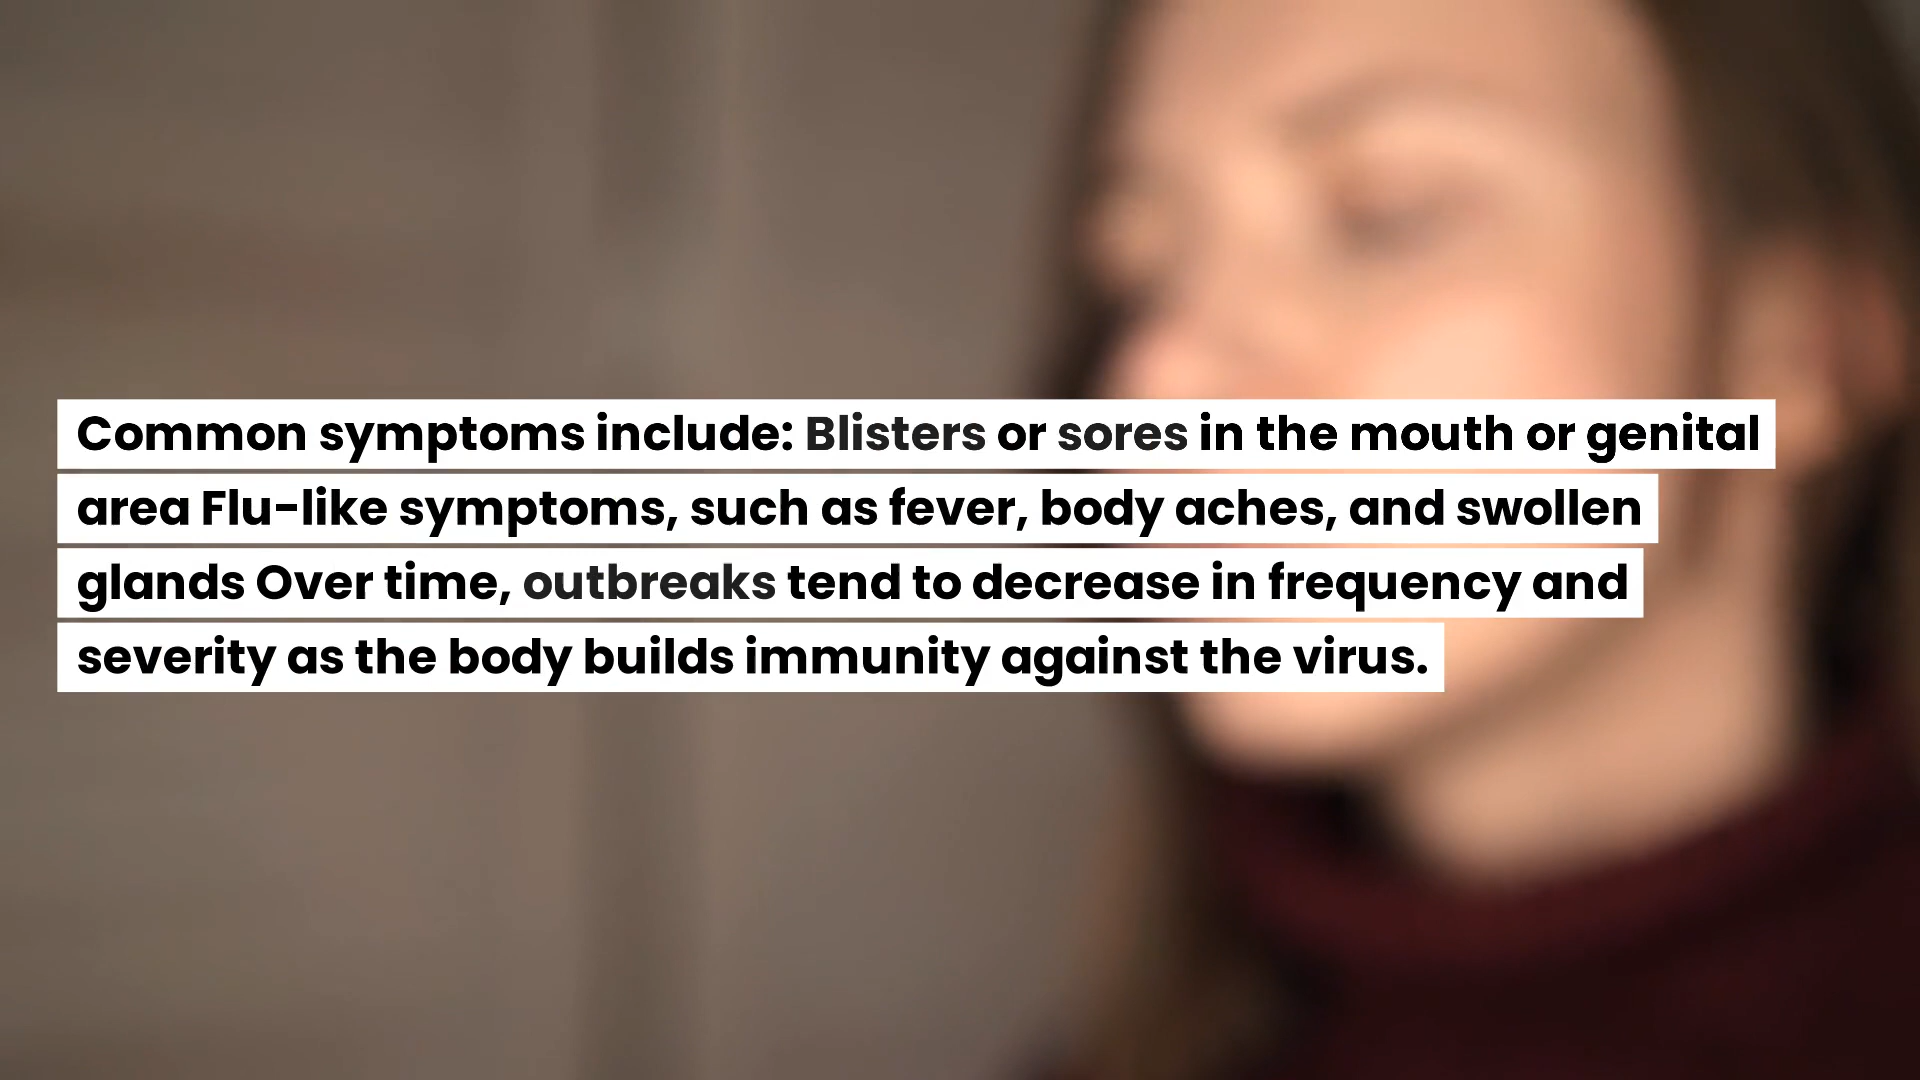 Common symptoms include: Blisters or sores in the mouth or genital
area Flu-like symptoms, such as fever, body aches, and swollen
glands Over time, outbreaks tend to decrease in frequency and
severity as the body builds immunity against the virus.